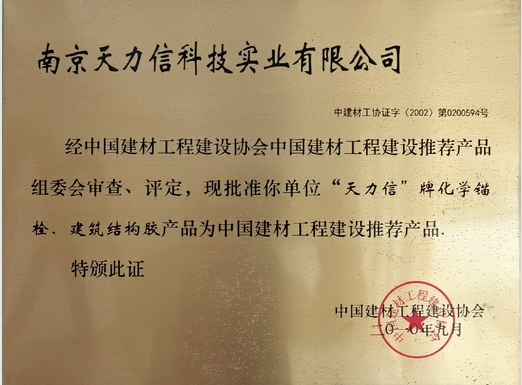 南京天力信科技实业有限公司
中建材工协证字（2002）第0200594号
经中国建材工程建设协会中国建材工程建设推荐产品
组委会审查、评定，现批准你单位“天力信”牌化学锚
栓、建筑结构胶产品为中国建材工程建设推荐产品.
特颁此证
中国建材工程建设协会
二〇一〇年九月